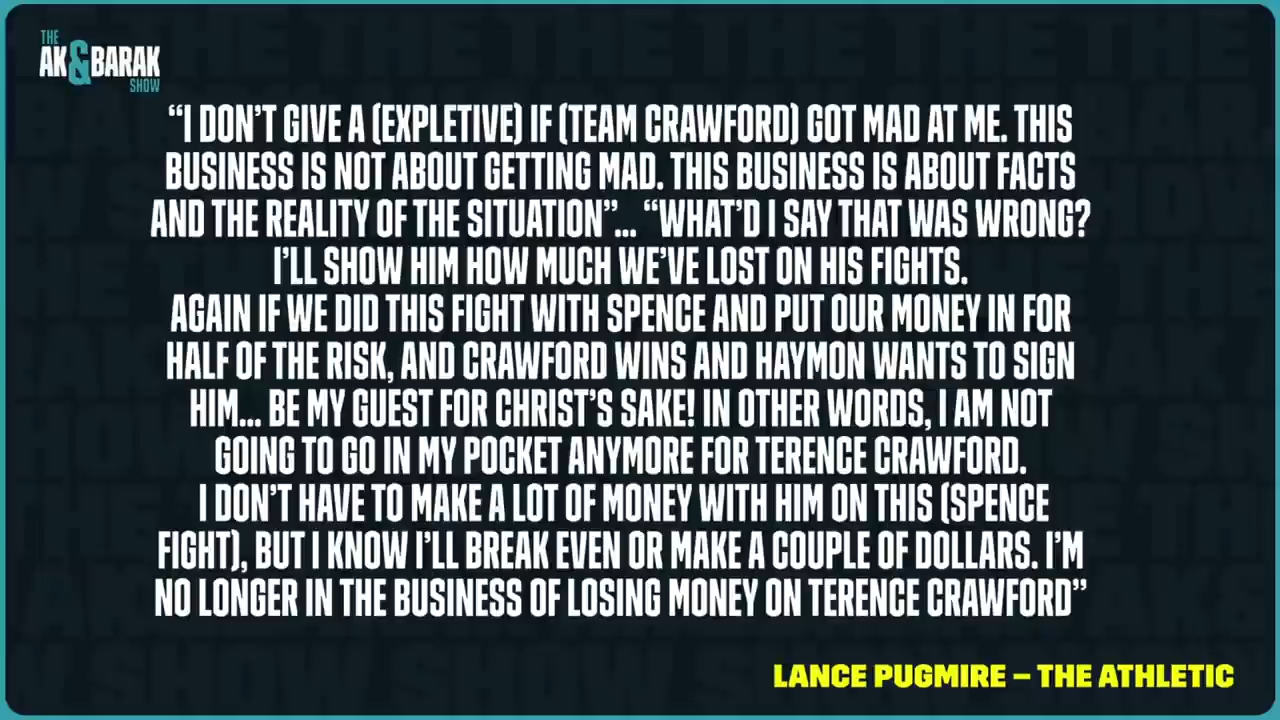 THE
AK & BARAK
SHOW
“I DON’T GIVE A (EXPLETIVE) IF (TEAM CRAWFORD) GOT MAD AT ME. THIS
BUSINESS IS NOT ABOUT GETTING MAD. THIS BUSINESS IS ABOUT FACTS
AND THE REALITY OF THE SITUATION”... “WHAT’D I SAY THAT WAS WRONG?
I’LL SHOW HIM HOW MUCH WE’VE LOST ON HIS FIGHTS.
AGAIN IF WE DID THIS FIGHT WITH SPENCE AND PUT OUR MONEY IN FOR
HALF OF THE RISK, AND CRAWFORD WINS AND HAYMON WANTS TO SIGN
HIM... BE MY GUEST FOR CHRIST’S SAKE! IN OTHER WORDS, I AM NOT
GOING TO GO IN MY POCKET ANYMORE FOR TERENCE CRAWFORD.
I DON’T HAVE TO MAKE A LOT OF MONEY WITH HIM ON THIS (SPENCE
FIGHT), BUT I KNOW I’LL BREAK EVEN OR MAKE A COUPLE OF DOLLARS. I’M
NO LONGER IN THE BUSINESS OF LOSING MONEY ON TERENCE CRAWFORD”
LANCE PUGMIRE – THE ATHLETIC